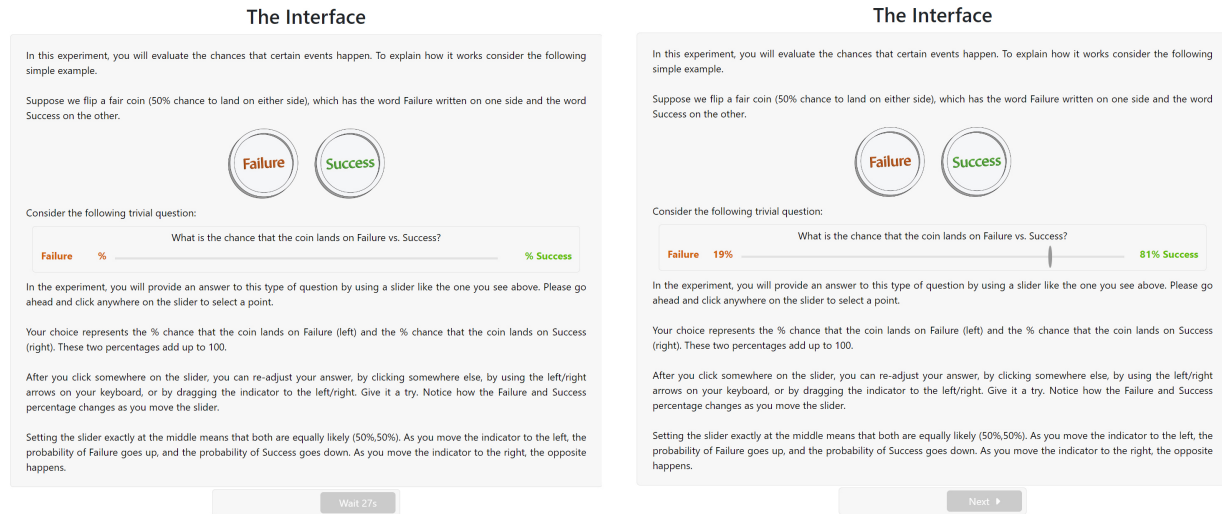 The Interface
In this experiment, you will evaluate the chances that certain events happen. To explain how it works consider the following
simple example.
Suppose we flip a fair coin (50% chance to land on either side), which has the word Failure written on one side and the word
Success on the other.
Failure Success
Consider the following trivial question:
What is the chance that the coin lands on Failure vs. Success?
Failure % % Success
In the experiment, you will provide an answer to this type of question by using a slider like the one you see above. Please go
ahead and click anywhere on the slider to select a point.
Your choice represents the % chance that the coin lands on Failure (left) and the % chance that the coin lands on Success
(right). These two percentages add up to 100.
After you click somewhere on the slider, you can re-adjust your answer, by clicking somewhere else, by using the left/right
arrows on your keyboard, or by dragging the indicator to the left/right. Give it a try. Notice how the Failure and Success
percentage changes as you move the slider.
Setting the slider exactly at the middle means that both are equally likely (50%,50%). As you move the indicator to the left, the
probability of Failure goes up, and the probability of Success goes down. As you move the indicator to the right, the opposite
happens.
Wait 27s
The Interface
In this experiment, you will evaluate the chances that certain events happen. To explain how it works consider the following
simple example.
Suppose we flip a fair coin (50% chance to land on either side), which has the word Failure written on one side and the word
Success on the other.
Failure Success
Consider the following trivial question:
What is the chance that the coin lands on Failure vs. Success?
Failure 19% 81% Success
In the experiment, you will provide an answer to this type of question by using a slider like the one you see above. Please go
ahead and click anywhere on the slider to select a point.
Your choice represents the % chance that the coin lands on Failure (left) and the % chance that the coin lands on Success
(right). These two percentages add up to 100.
After you click somewhere on the slider, you can re-adjust your answer, by clicking somewhere else, by using the left/right
arrows on your keyboard, or by dragging the indicator to the left/right. Give it a try. Notice how the Failure and Success
percentage changes as you move the slider.
Setting the slider exactly at the middle means that both are equally likely (50%,50%). As you move the indicator to the left, the
probability of Failure goes up, and the probability of Success goes down. As you move the indicator to the right, the opposite
happens.
Next